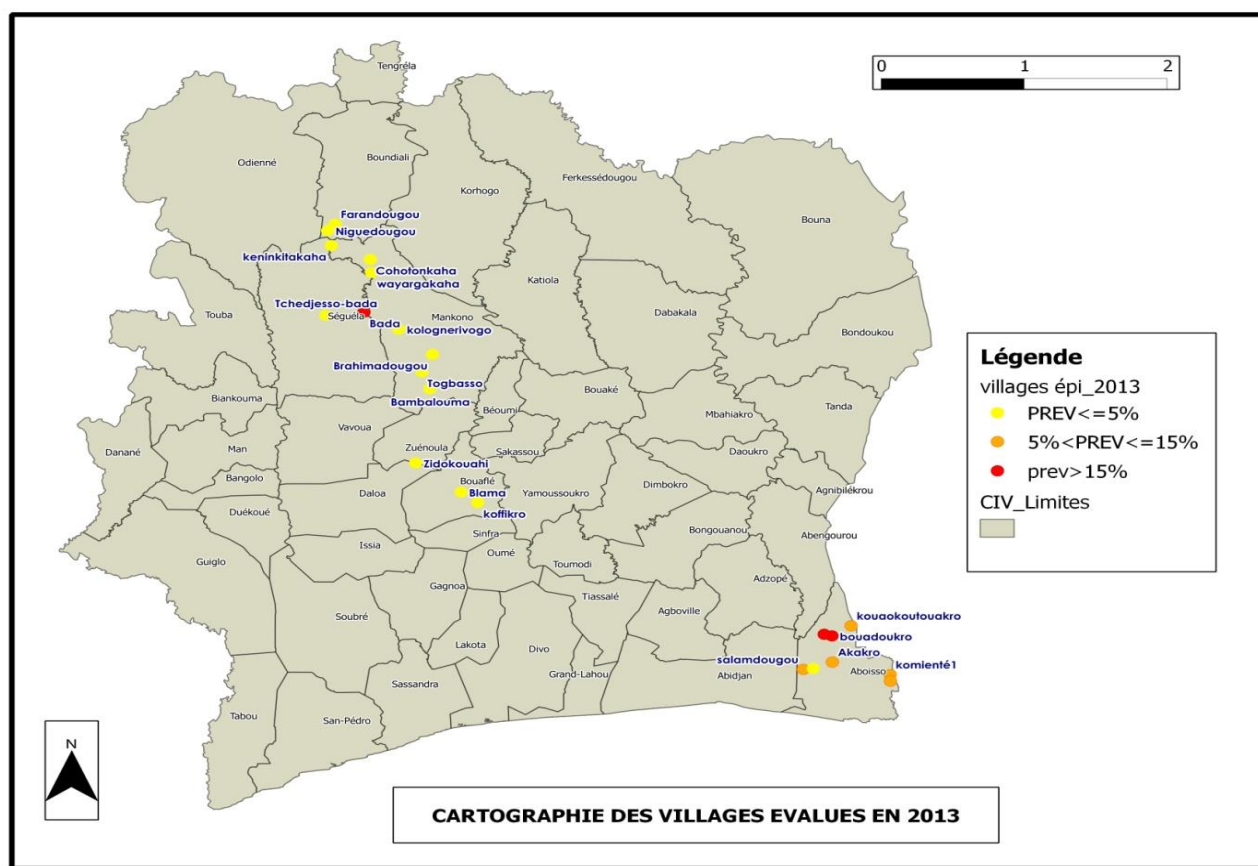 0 1 2
Tengréla
Odienné
Boundiali
Korhogo
Ferkessédougou
Bouna
Farandougou
Niguedougou
keninkitakaha
Cohotonkaha
wayargakaha
Katiola
Tchedjesso-bada
Séguéla
Touba
Bada
Mankono
kolognerivogo
Dabakala
Bondoukou
Brahimadougou
Togbasso
Bambalouma
Béoumi
Bouaké
Mbahiakro
Tanda
Biankouma
Vavoua
Danané
Man
Zuénoula
Sakassou
Daoukro
Zidokouahi
Bangolo
Bouaflé
Blama
koffikro
Daloa
Yamoussoukro
Dimbokro
Agnibilékrou
Duékoué
Sinfra
Bongouanou
Abengourou
Issia
Oumé
Toumodi
Guiglo
Gagnoa
Adzopé
Soubré
Tiassalé
Agboville
kouaokoutouakro
bouadoukro
Lakota
Divo
Akakro
salamdougou
komienté1
Aboisso
Grand-Lahou
Abidjan
Sassandra
Tabou
San-Pédro
Légende
villages épi_2013
PREV<=5%
5%<PREV<=15%
prev>15%
CIV_Limites
N
CARTOGRAPHIE DES VILLAGES EVALUES EN 2013